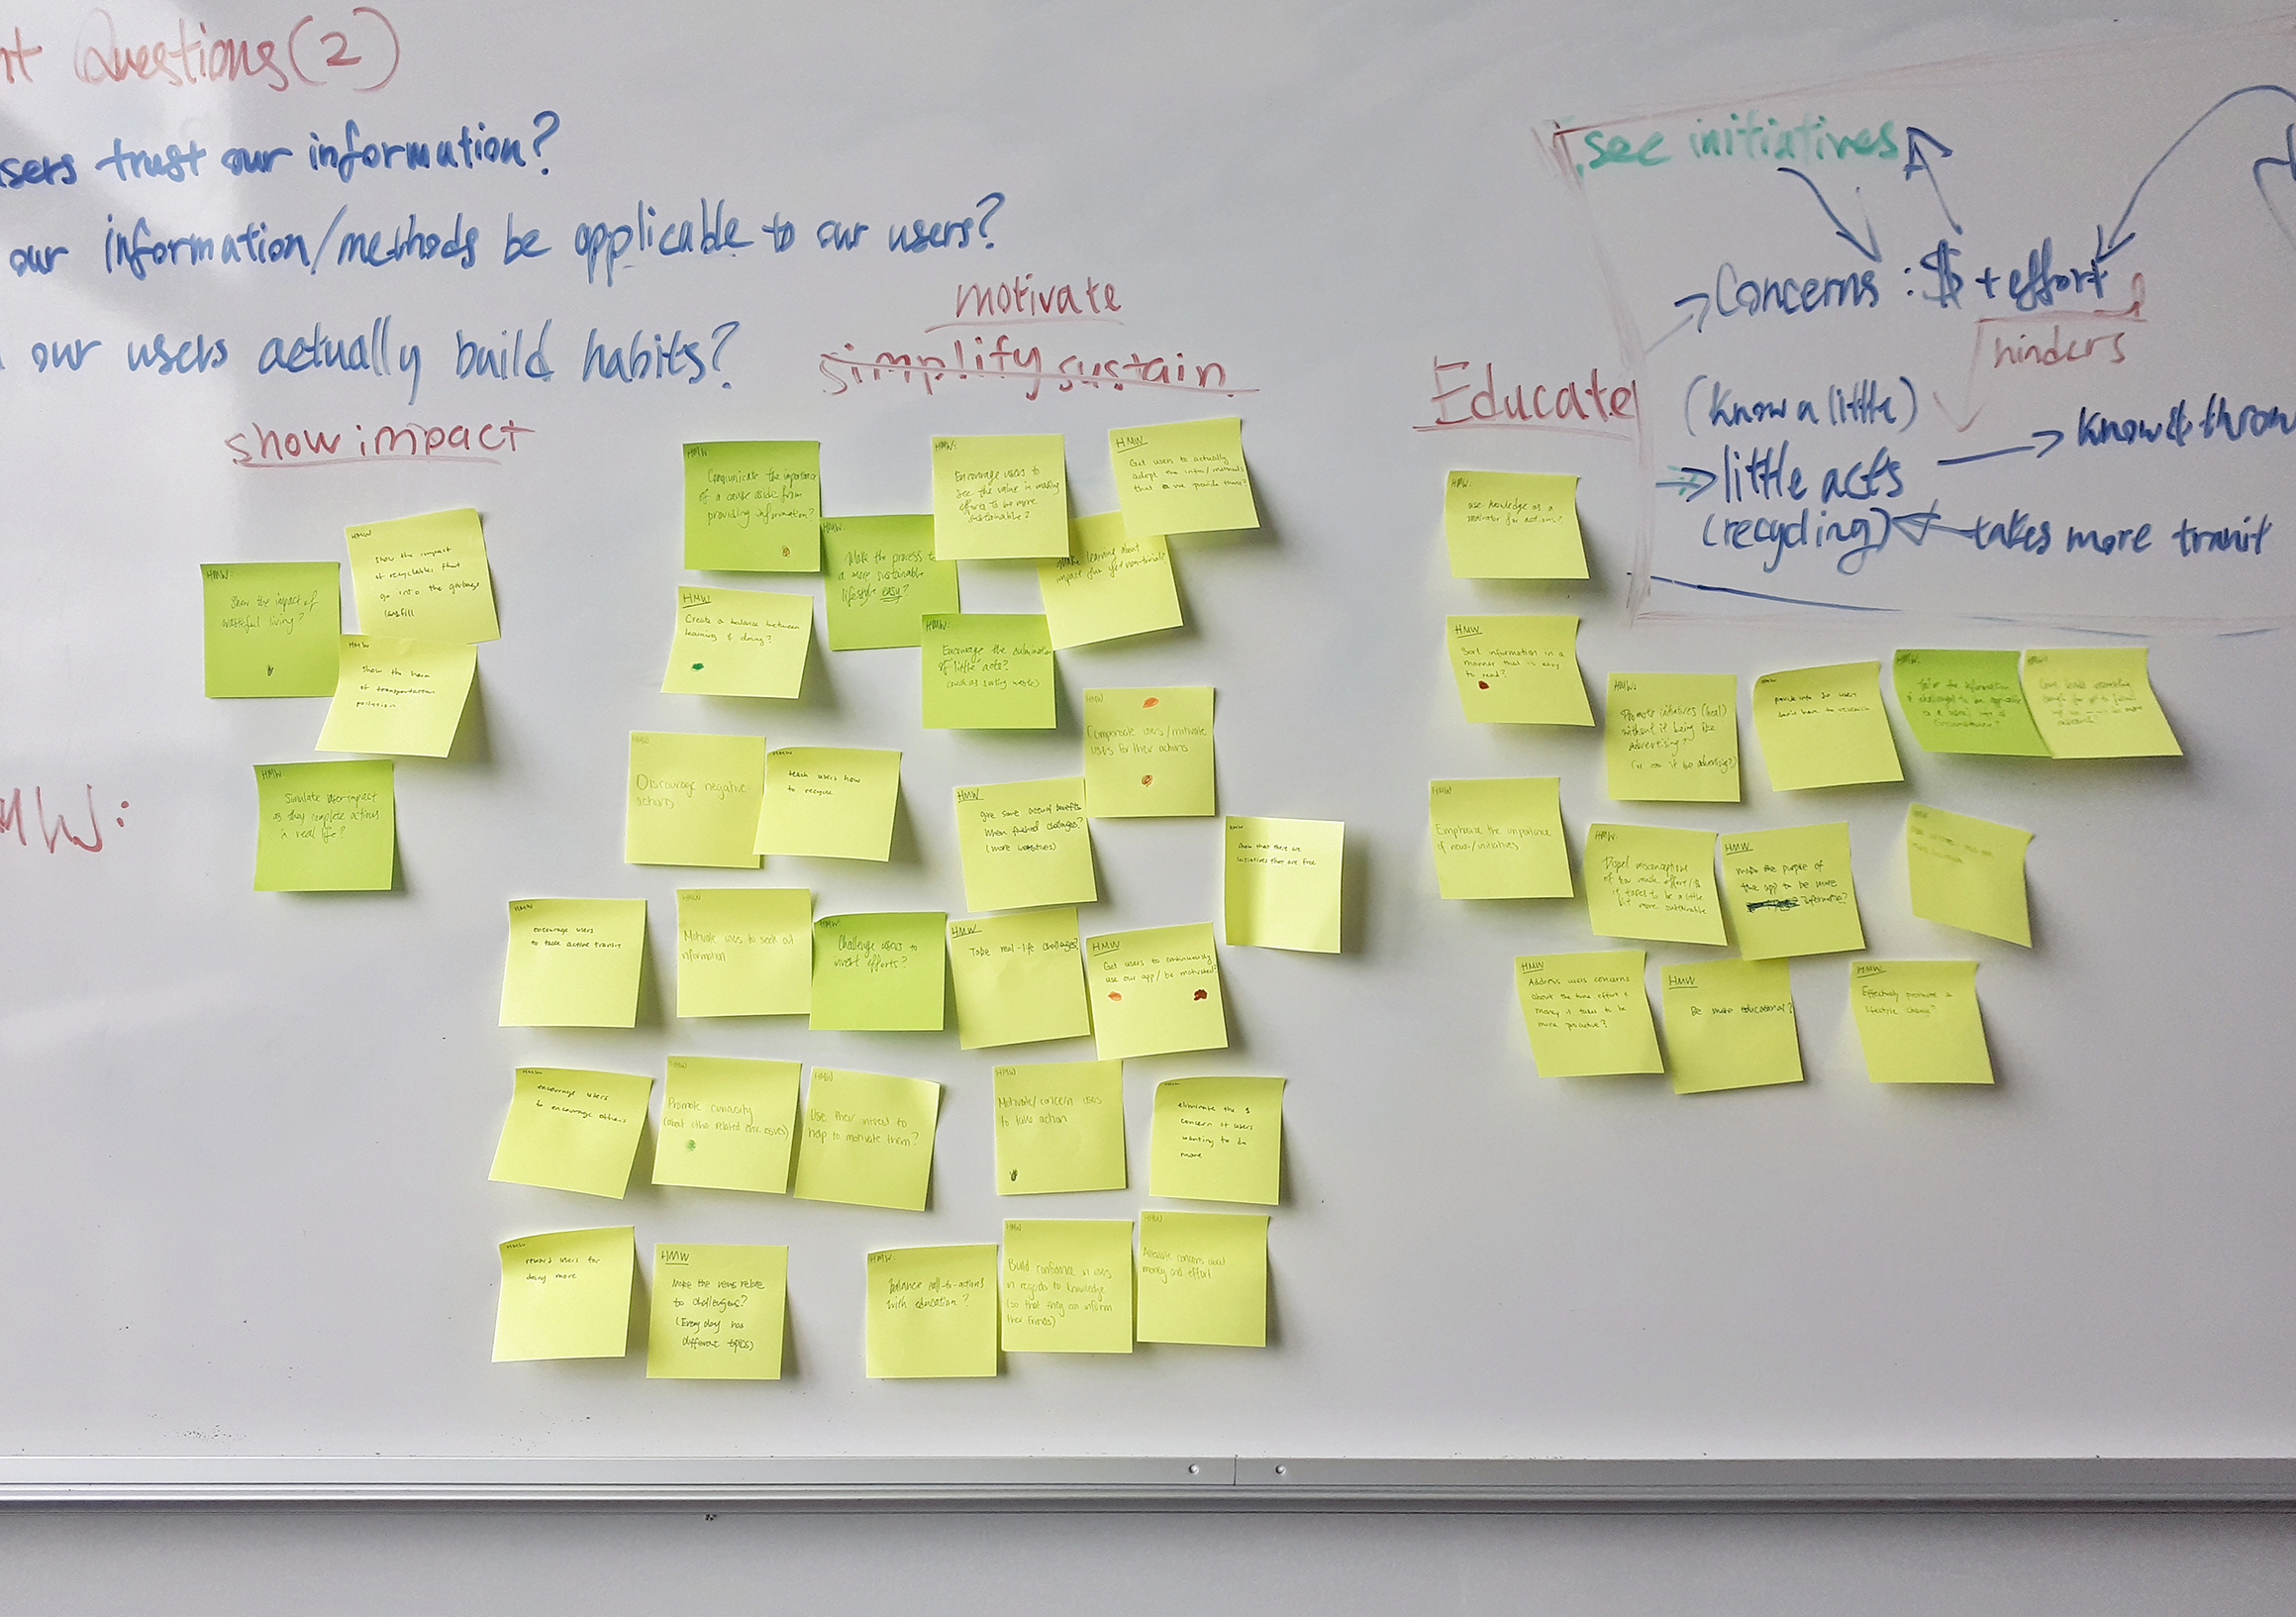 nt Questions (2)
sers trust our information?
our information/methods be applicable to our users?
our users actually build habits?
show impact
motivate
simplify sustain
Educate
see initiatives
Concerns: $ + effort
hinders
(know a little)
little acts
(recycling)
takes more transit
HMW:
Show the impact of
wasteful living?
HMW
show the impact
of recyclables that
go into the garbage
landfill
HMW
show the harm
of transportation
pollution
HMW
Simulate user impact
as they complete actions
in real life?
MW:
HMW
Communicate the importance
of a cause aside from
providing information?
HMW:
Make the process to
a more sustainable
lifestyle easy?
HMW:
Encourage users to
see the value in making
efforts to be more
sustainable?
HMW
Get users to actually
adopt the info/methods
that we provide them?
Make learning about
impact fun yet
HMW
Create a balance between
learning & doing?
HMW:
Encourage the culmination
of little acts?
(such as sorting waste)
HMW
Compensate users/motivate
users for their actions
HMW
Discourage negative
actions
HMW
teach users how
to recycle
HMW
give some actual benefits
when finished challenges?
(more incentives)
HMW
show that there are
initiatives that are free
HMW
encourage users
to take active transit
HMW
Motivate users to seek out
information
HMW:
Challenge users to
invest efforts?
HMW
Take real-life challenges?
HMW
Get users to continuously
use our app/be motivated?
HMW
encourage users
to encourage others
HMW
Promote curiosity
(about other related env. issues)
HMW
Use their interest to
help to motivate them?
HMW
Motivate/concern users
to take action
HMW
eliminate the $
concern of users
wanting to do
more
HMW
reward users for
doing more
HMW
Make the news relate
to challenges?
(Every day has
different topics)
HMW:
balance call-to-actions
with education?
HMW
Build confidence in users
in regards to knowledge
(so that they can inform
their friends)
HMW
Alleviate concerns about
money and effort
HMW:
use knowledge as a
motivator for actions?
HMW
Sort information in a
manner that is easy
to read?
HMW:
Promote initiatives (local)
without it being like
advertising?
HMW
provide info for users
HMW:
Tailor the information
HMW
Emphasize the importance
of news/initiatives
HMW:
Dispel misconceptions
of how much effort/$
it takes to be a little
bit more sustainable
HMW
make the purpose of
the app to be more
informative?
HMW
Address users concerns
about the time, effort &
money it takes to be
more proactive?
HMW
Be more educational?
HMW
Effectively promote a
lifestyle change?